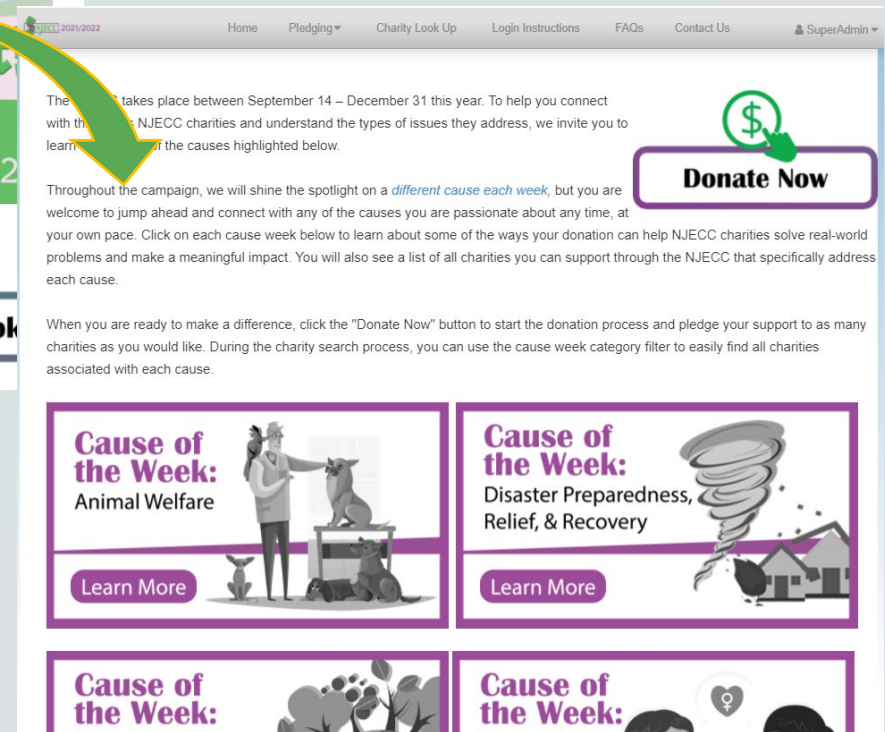 NJECC 2021/2022
Home Pledging Charity Look Up Login Instructions FAQs Contact Us SuperAdmin
The takes place between September 14 – December 31 this year. To help you connect
with NJECC charities and understand the types of issues they address, we invite you to
of the causes highlighted below.
Donate Now
Throughout the campaign, we will shine the spotlight on a different cause each week, but you are
welcome to jump ahead and connect with any of the causes you are passionate about any time, at
your own pace. Click on each cause week below to learn about some of the ways your donation can help NJECC charities solve real-world
problems and make a meaningful impact. You will also see a list of all charities you can support through the NJECC that specifically address
each cause.
When you are ready to make a difference, click the "Donate Now" button to start the donation process and pledge your support to as many
charities as you would like. During the charity search process, you can use the cause week category filter to easily find all charities
associated with each cause.
Cause of
the Week:
Animal Welfare
Learn More
Cause of
the Week:
Disaster Preparedness,
Relief, & Recovery
Learn More
Cause of
the Week:
Cause of
the Week: